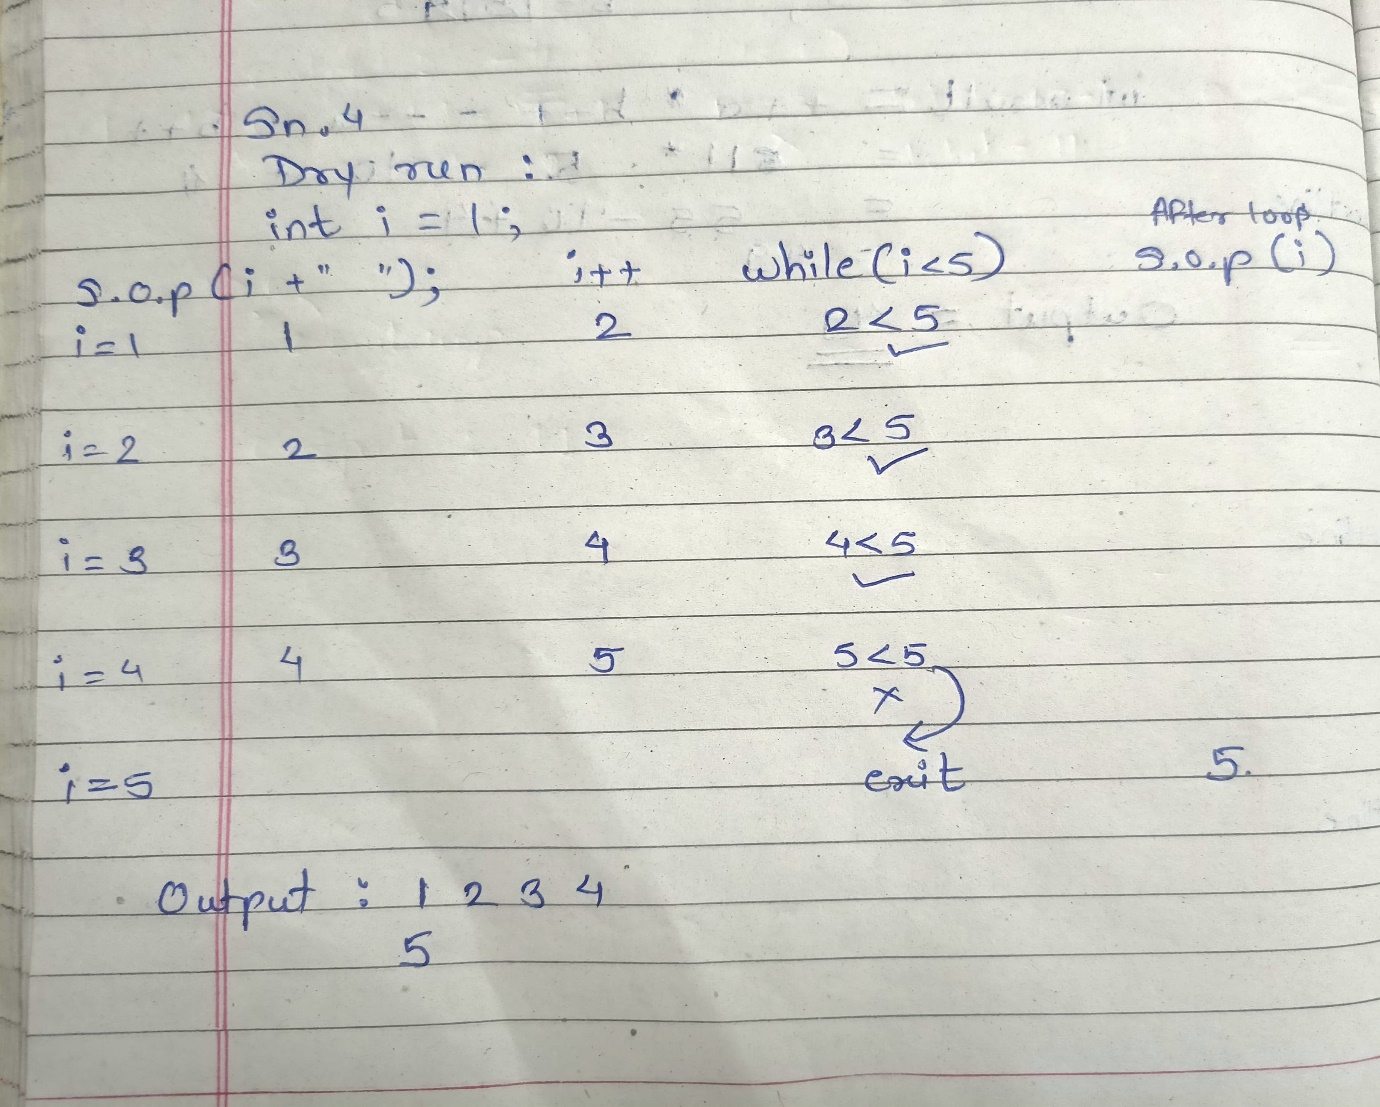 Sn. 4
Dry run :
int i = 1;
After loop
S.o.p (i + " "); i++ while (i<5) S.o.p (i)
i=1 1 2 2 < 5 ✓
i=2 2 3 3 < 5 ✓
i=3 3 4 4 < 5 ✓
i=4 4 5 5 < 5
x
i=5 exit 5.
Output : 1 2 3 4
5